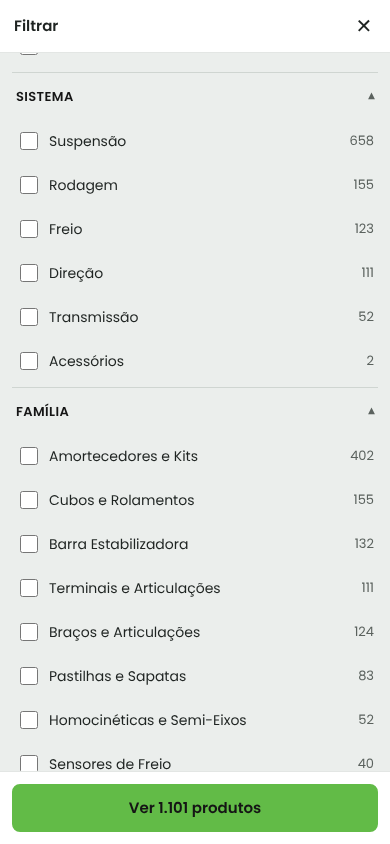 Filtrar ✕
SISTEMA ▲
Suspensão 658
Rodagem 155
Freio 123
Direção 111
Transmissão 52
Acessórios 2
FAMÍLIA ▲
Amortecedores e Kits 402
Cubos e Rolamentos 155
Barra Estabilizadora 132
Terminais e Articulações 111
Braços e Articulações 124
Pastilhas e Sapatas 83
Homocinéticas e Semi-Eixos 52
Sensores de Freio 40
Ver 1.101 produtos